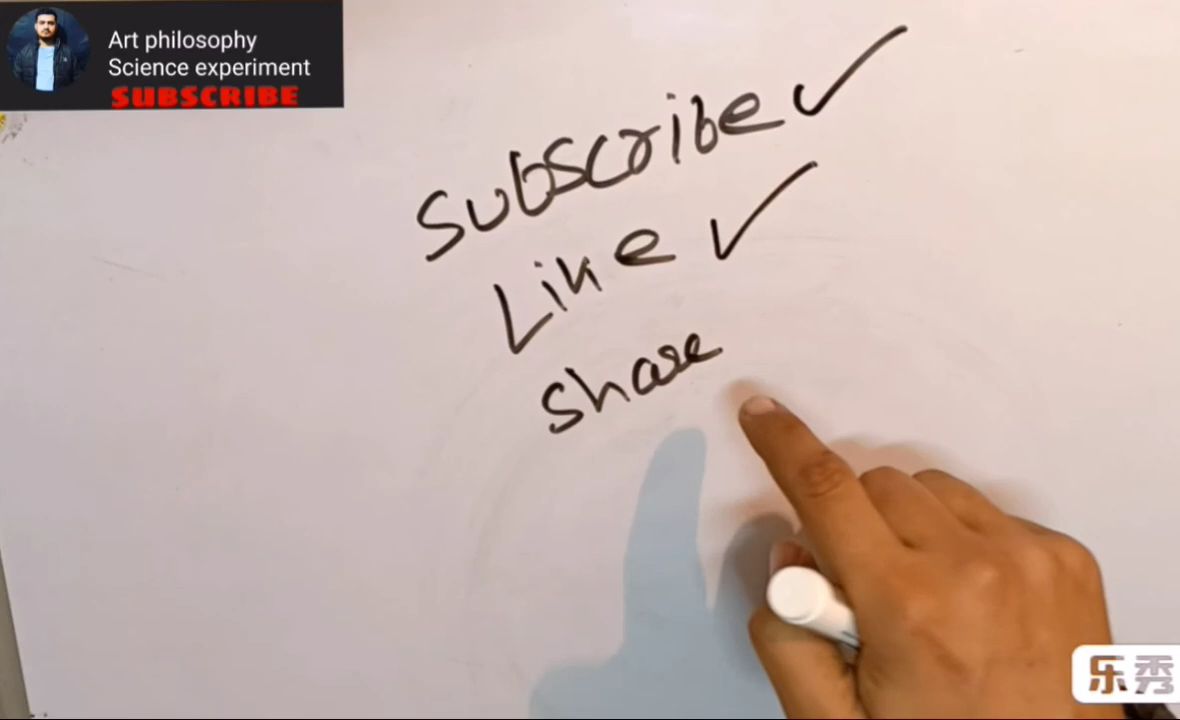 Art philosophy
Science experiment
SUBSCRIBE
Subscribe ✓
Like ✓
Share
乐秀